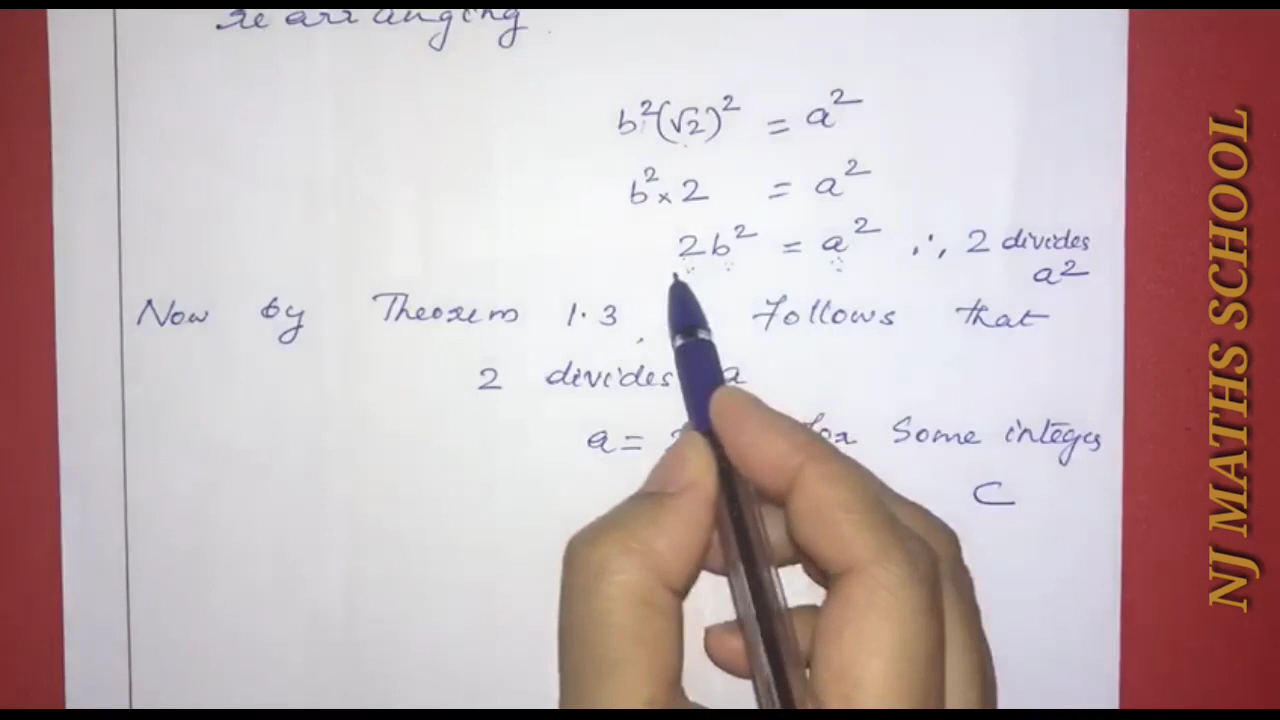 rearranging
b²(√2)² = a²
b² × 2 = a²
2b² = a² ∴ 2 divides
a²
Now by Theorem 1.3, follows that
2 divides a
a = for some integer
C
NJ MATHS SCHOOL